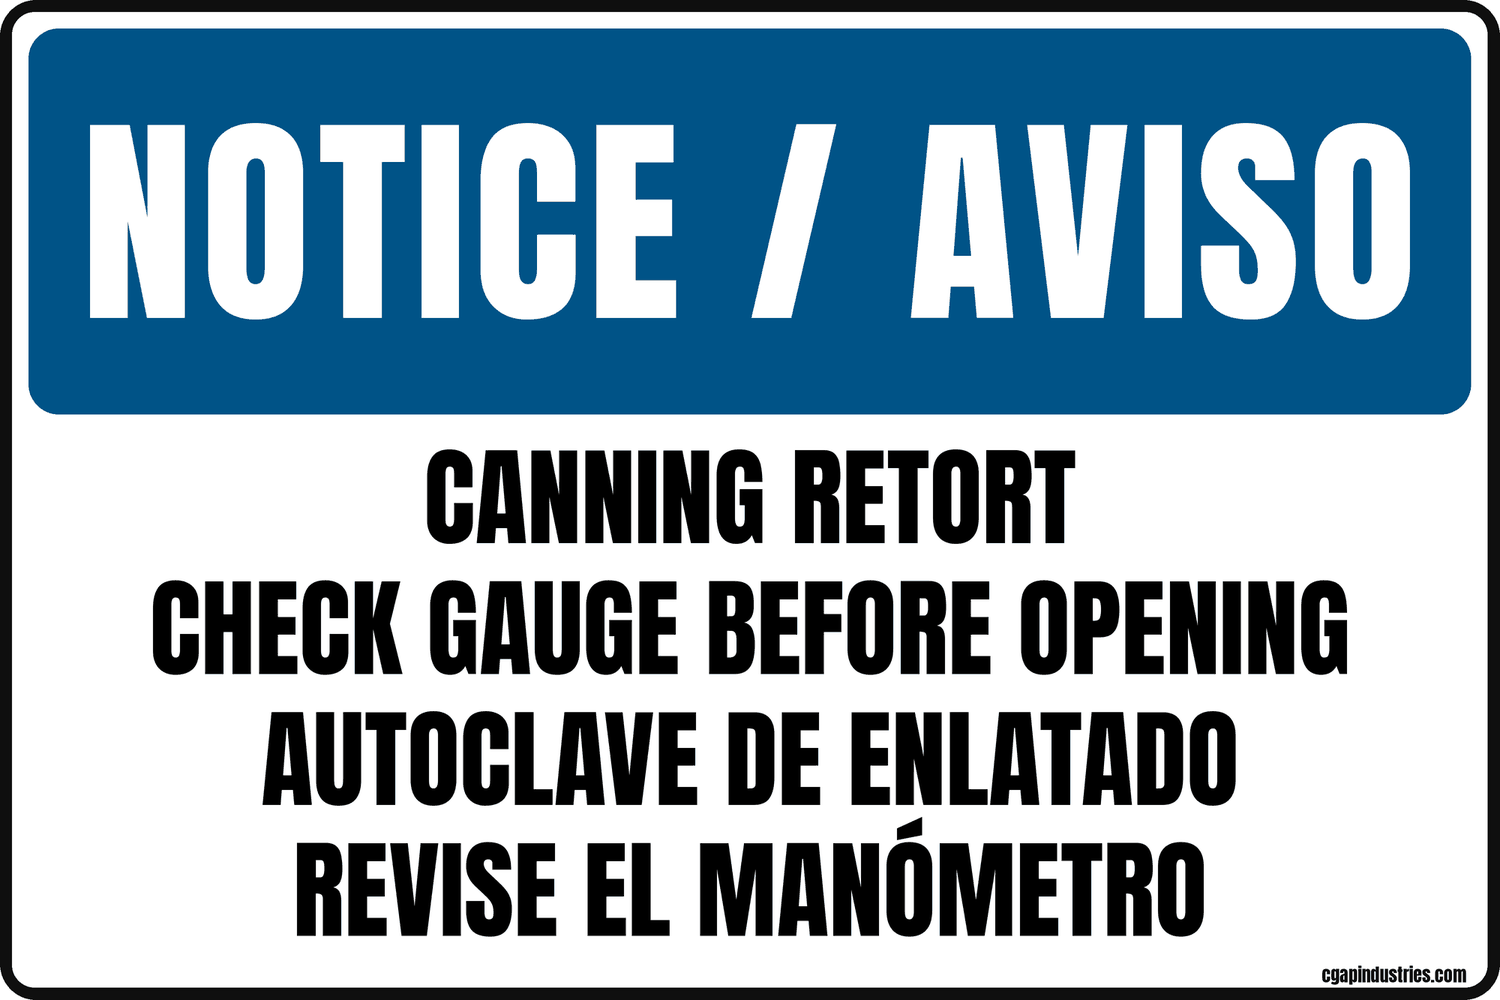 NOTICE / AVISO
CANNING RETORT
CHECK GAUGE BEFORE OPENING
AUTOCLAVE DE ENLATADO
REVISE EL MANÓMETRO
cgapindustries.com